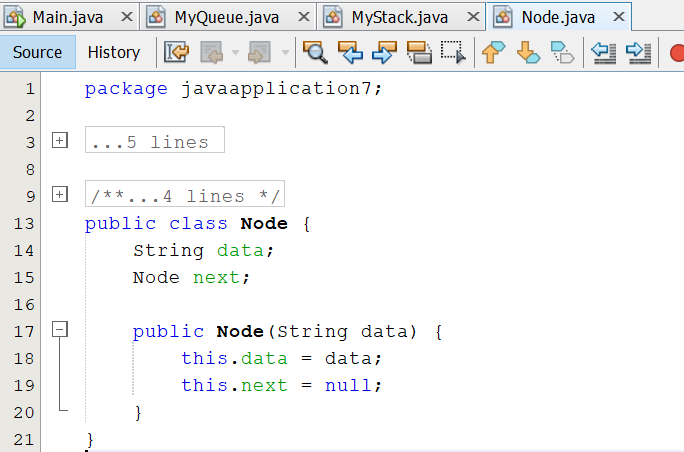 Main.java MyQueue.java MyStack.java Node.java
Source History
1 package javaapplication7;
2
3 ...5 lines
8
9 /**...4 lines */
13 public class Node {
14 String data;
15 Node next;
16
17 public Node(String data) {
18 this.data = data;
19 this.next = null;
20 }
21 }